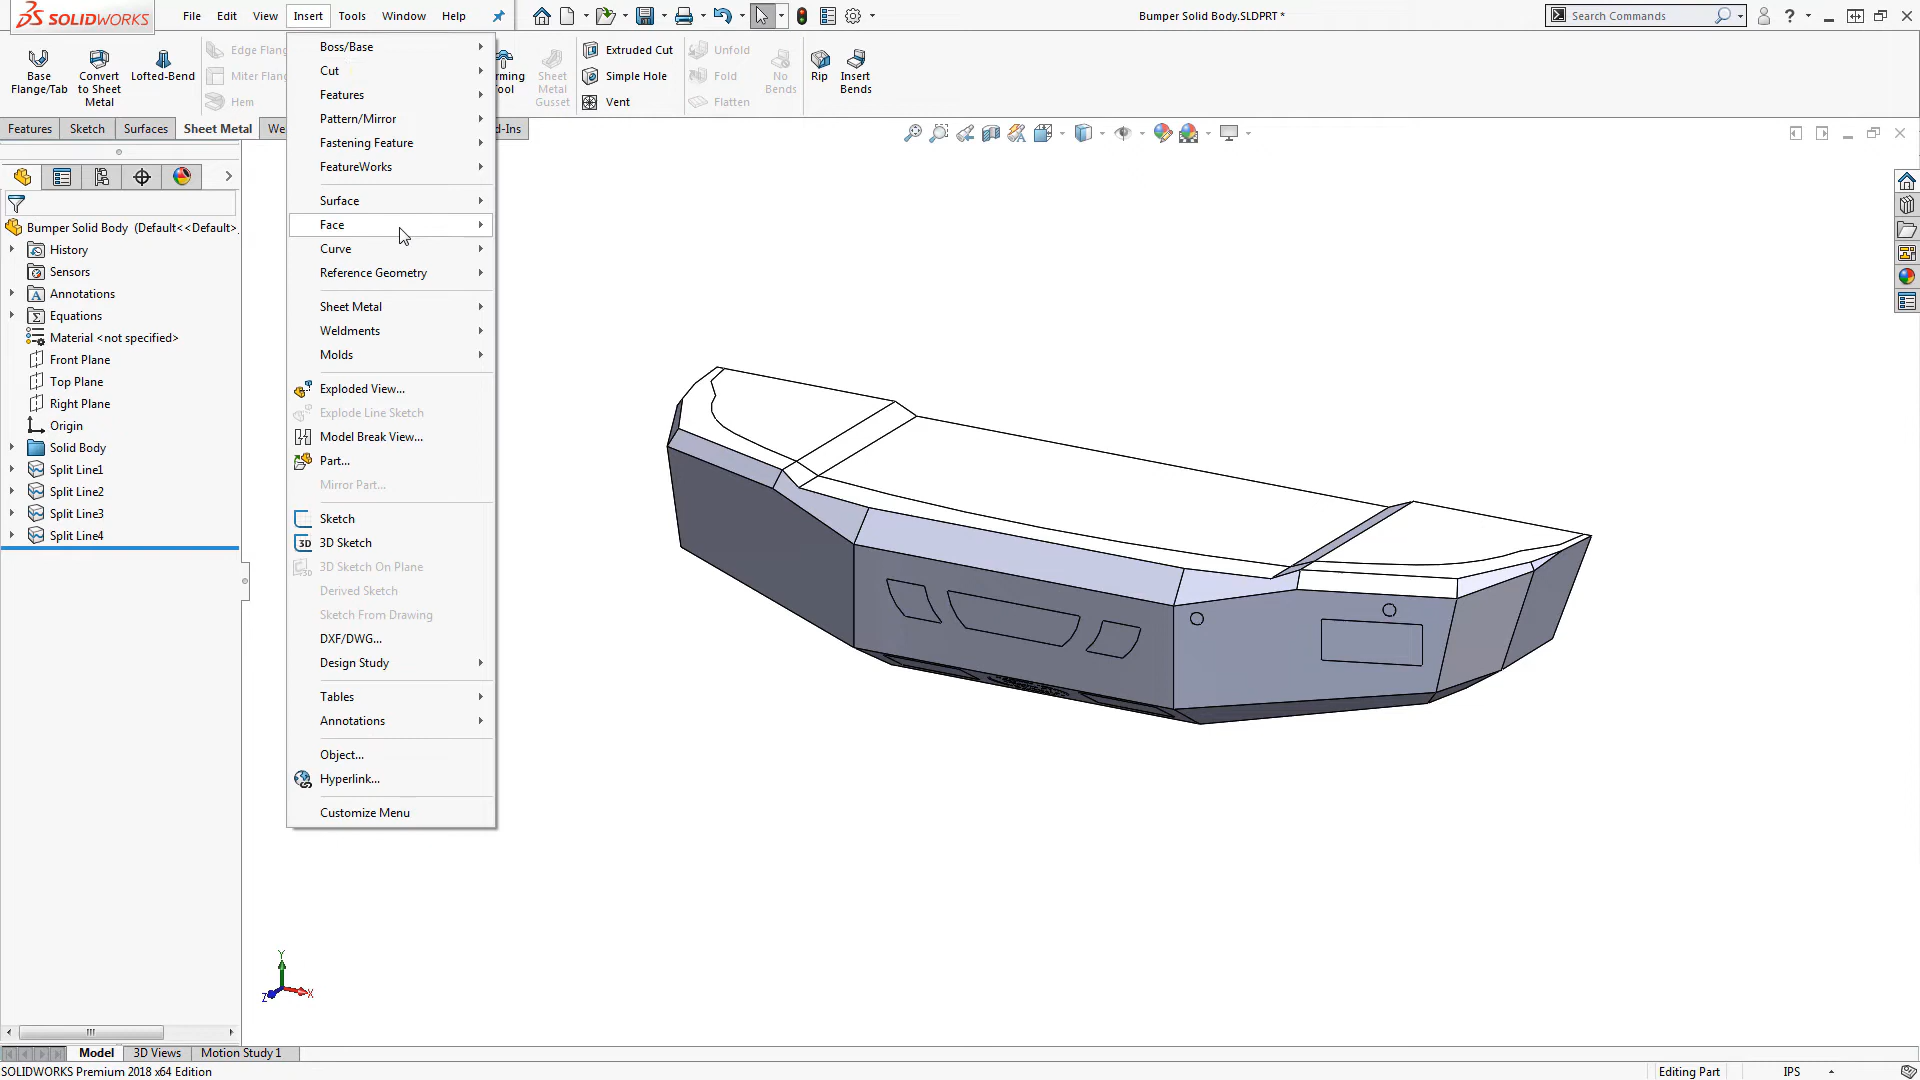 SOLIDWORKS
File Edit View Insert Tools Window Help
Bumper Solid Body.SLDPRT *
Search Commands
Base Flange/Tab
Convert to Sheet Metal
Lofted-Bend
Edge Flan
Miter Flan
Hem
rming Tool
Sheet Metal Gusset
Extruded Cut
Simple Hole
Vent
Unfold
Fold
Flatten
No Bends
Rip
Insert Bends
Features Sketch Surfaces Sheet Metal We d-Ins
Boss/Base
Cut
Features
Pattern/Mirror
Fastening Feature
FeatureWorks
Surface
Face
Curve
Reference Geometry
Sheet Metal
Weldments
Molds
Exploded View...
Explode Line Sketch
Model Break View...
Part...
Mirror Part...
Sketch
3D Sketch
3D Sketch On Plane
Derived Sketch
Sketch From Drawing
DXF/DWG...
Design Study
Tables
Annotations
Object...
Hyperlink...
Customize Menu
Bumper Solid Body (Default<<Default>
History
Sensors
Annotations
Equations
Material <not specified>
Front Plane
Top Plane
Right Plane
Origin
Solid Body
Split Line1
Split Line2
Split Line3
Split Line4
Y
Z X
Model 3D Views Motion Study 1
SOLIDWORKS Premium 2018 x64 Edition
Editing Part IPS